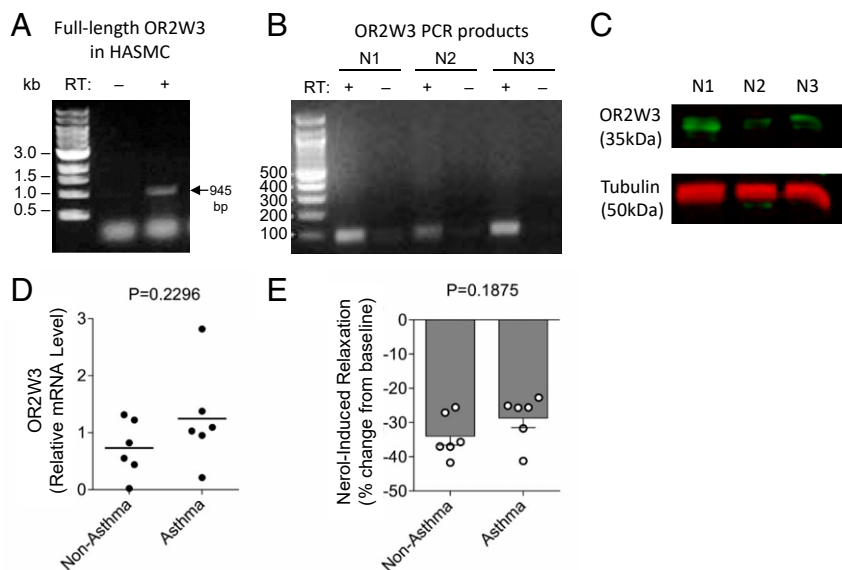 A
Full-length OR2W3
in HASMC
kb
RT:
–
+
3.0 –
1.5 –
1.0 –
0.5 –
945
bp
B
OR2W3 PCR products
N1
N2
N3
RT:
+
–
+
–
+
–
500
400
300
200
100
C
N1
N2
N3
OR2W3
(35kDa)
Tubulin
(50kDa)
D
P=0.2296
OR2W3
(Relative mRNA Level)
3
2
1
0
Non-Asthma
Asthma
E
P=0.1875
Nerol-Induced Relaxation
(% change from baseline)
0
-10
-20
-30
-40
-50
Non-Asthma
Asthma